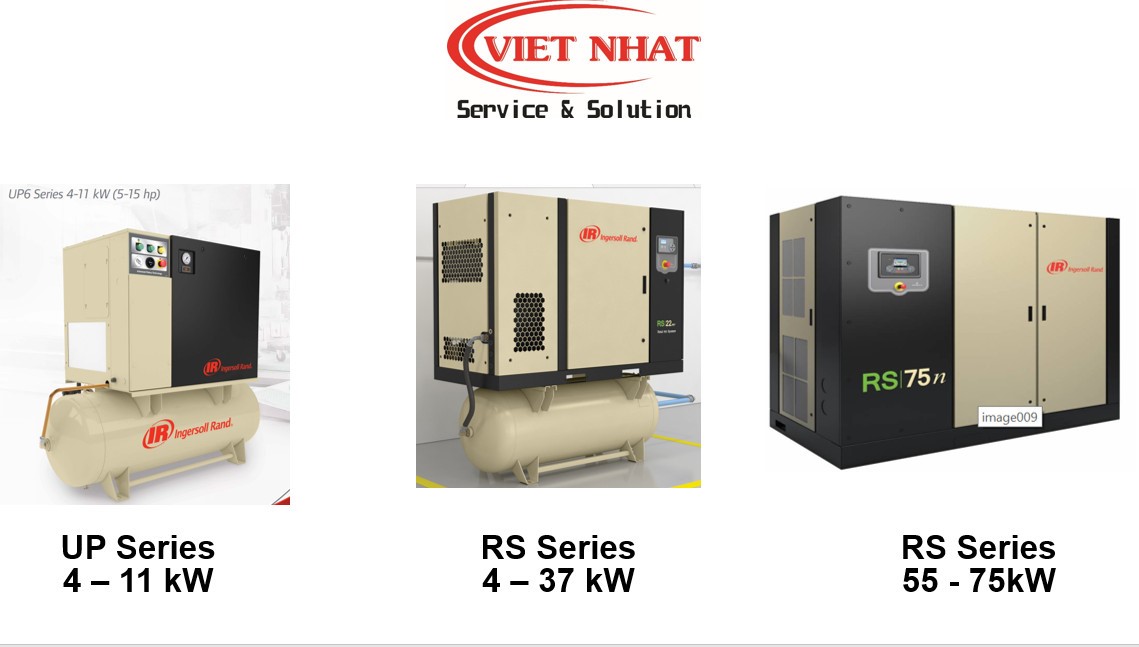 VIET NHAT
Service & Solution
UP6 Series 4-11 kW (5-15 hp)
IR Ingersoll Rand.
IR Ingersoll Rand.
IR Ingersoll Rand.
RS 22
IR Ingersoll Rand
RS|75n
image009
UP Series
4 – 11 kW
RS Series
4 – 37 kW
RS Series
55 - 75kW